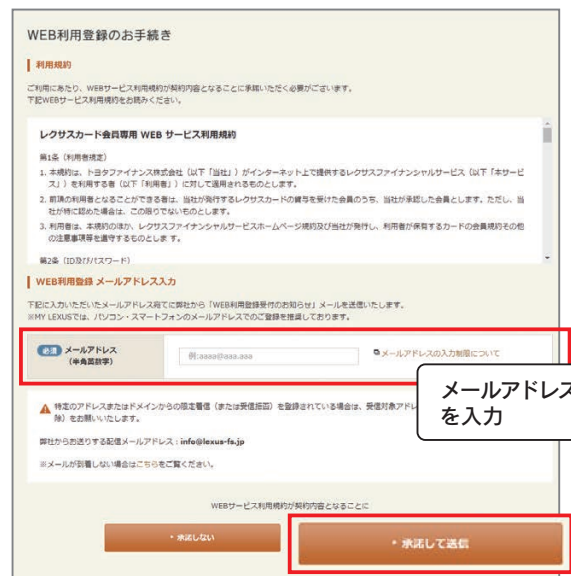 WEB利用登録のお手続き
利用規約
ご利用にあたり、WEBサービス利用規約が契約内容となることに承諾いただく必要がございます。
下記WEBサービス利用規約をお読みください。
レクサスカード会員専用 WEB サービス利用規約
第1条（利用者規定）
1. 本規約は、トヨタファイナンス株式会社（以下「当社」）がインターネット上で提供するレクサスファイナンシャルサービス（以下「本サービ
ス」）を利用する者（以下「利用者」）に対して適用されるものとします。
2. 前項の利用者となることができる者は、当社が発行するレクサスカードの貸与を受けた会員のうち、当社が承認した会員とします。ただし、当
社が特に認めた場合は、この限りでないものとします。
3. 利用者は、本規約のほか、レクサスファイナンシャルサービスホームページ規約及び当社が発行し、利用者が保有するカードの会員規約その他
の注意事項等を遵守するものとしま す。
第2条（ID及びパスワード）
WEB利用登録 メールアドレス入力
下記に入力いただいたメールアドレス宛てに弊社から「WEB利用登録受付のお知らせ」メールを送信いたします。
※MY LEXUSでは、パソコン・スマートフォンのメールアドレスでのご登録を推奨しております。
必須 メールアドレス
（半角英数字）
例:aaaa@aaa.aaa
メールアドレスの入力制限について
メールアドレス
を入力
特定のアドレスまたはドメインからの限定着信（または受信拒否）を登録されている場合は、受信対象アドレ
除）をお願いいたします。
弊社からお送りする配信メールアドレス：info@lexus-fs.jp
※メールが到着しない場合はこちらをご覧ください。
WEBサービス利用規約が契約内容となることに
・承諾しない
・承諾して送信